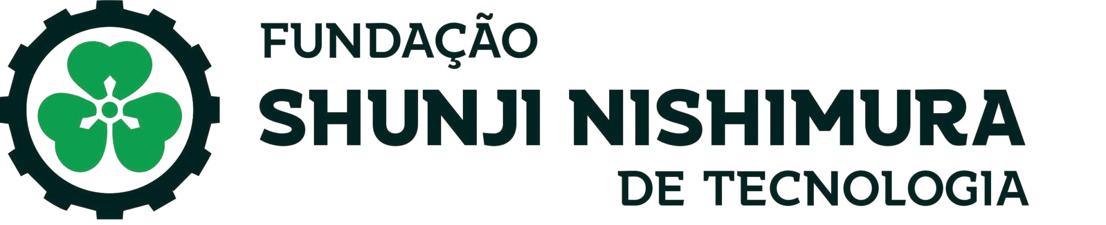 FUNDAÇÃO
SHUNJI NISHIMURA
DE TECNOLOGIA